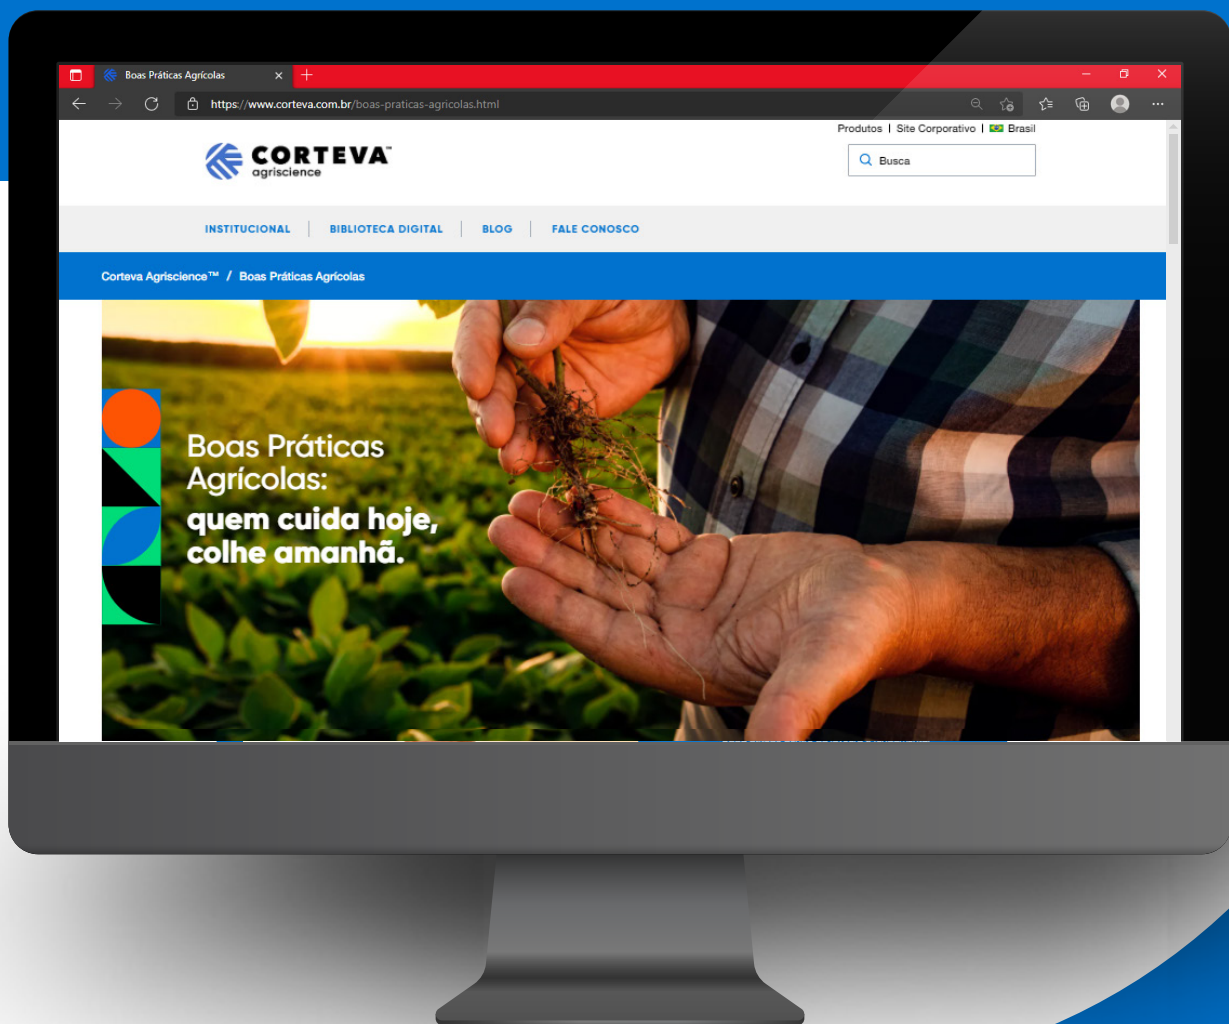 Boas Práticas Agrícolas
https://www.corteva.com.br/boas-praticas-agricolas.html
Produtos | Site Corporativo | Brasil
CORTEVA™
agriscience
Busca
INSTITUCIONAL | BIBLIOTECA DIGITAL | BLOG | FALE CONOSCO
Corteva Agriscience™ / Boas Práticas Agrícolas
Boas Práticas
Agrícolas:
quem cuida hoje,
colhe amanhã.